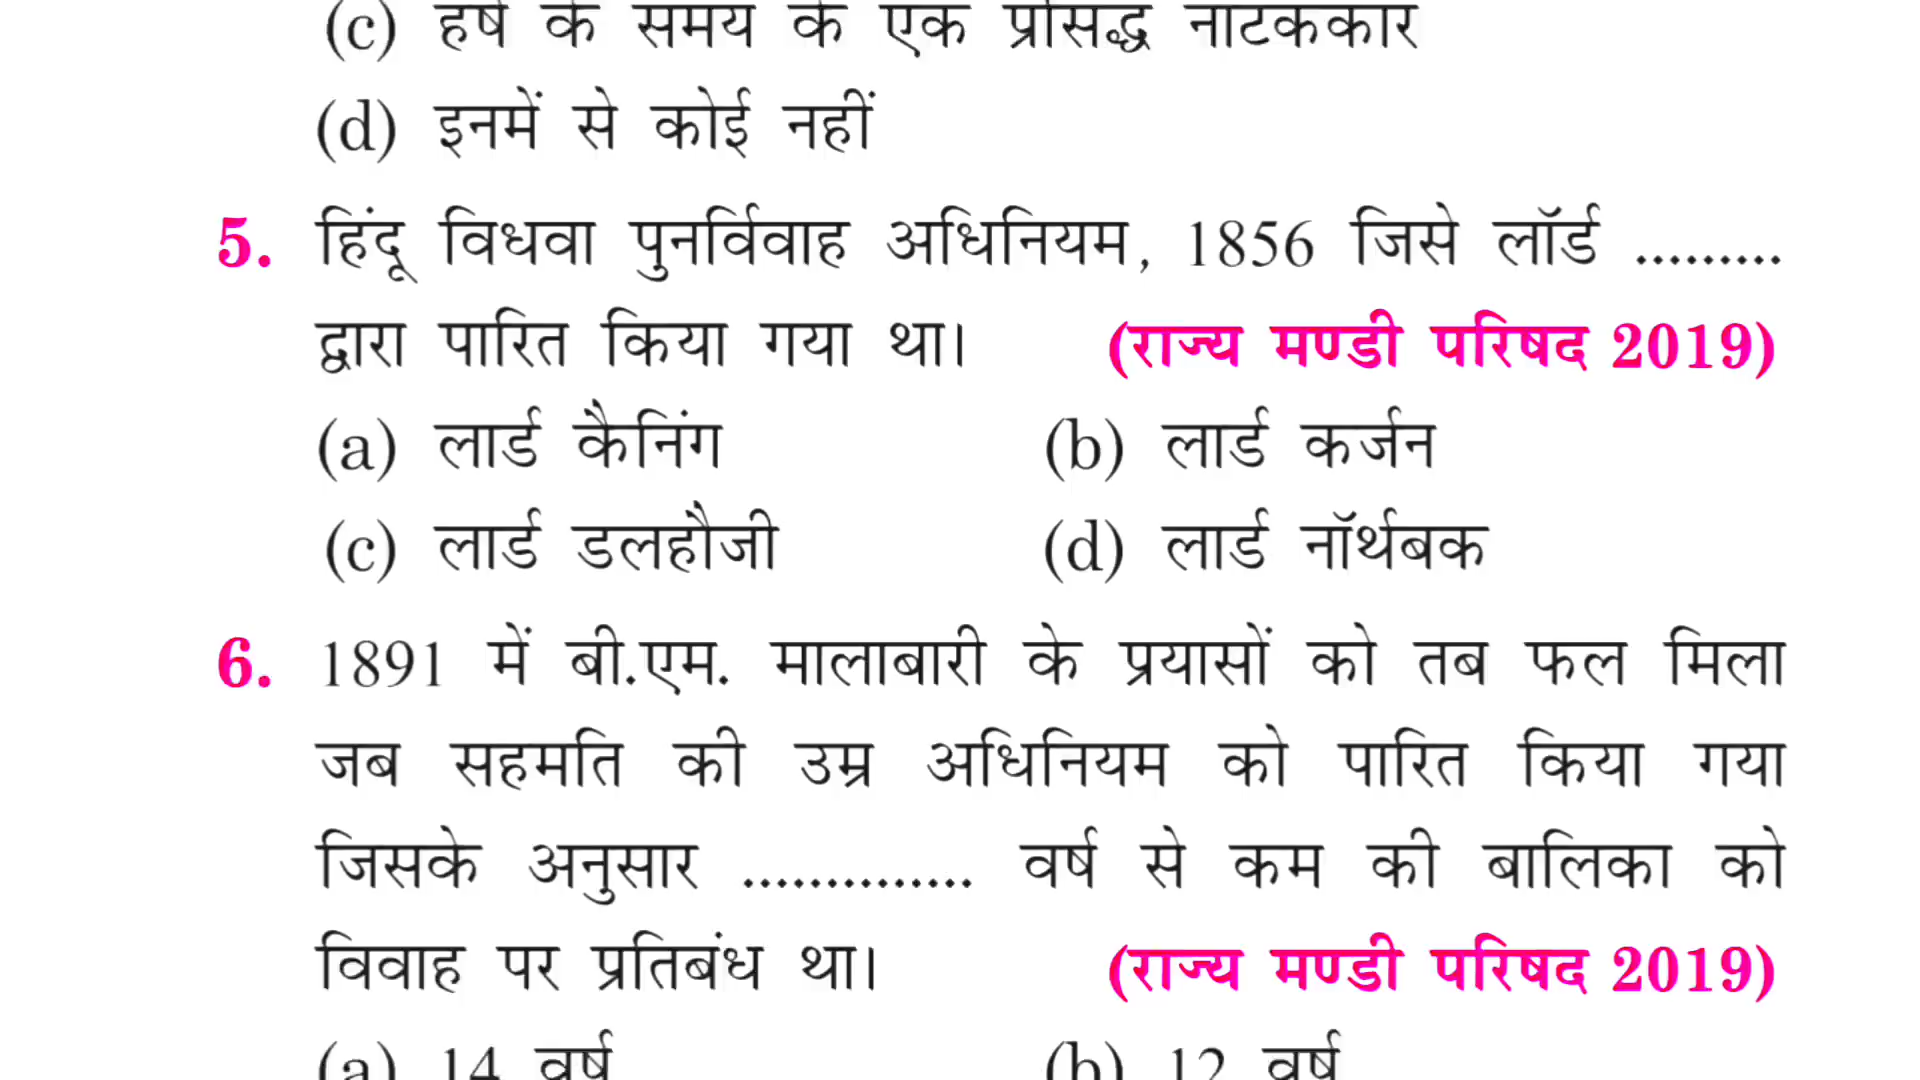 (c) हर्ष के समय के एक प्रसिद्ध नाटककार
(d) इनमें से कोई नहीं
5. हिंदू विधवा पुनर्विवाह अधिनियम, 1856 जिसे लॉर्ड .........
द्वारा पारित किया गया था। (राज्य मण्डी परिषद 2019)
(a) लार्ड कैनिंग (b) लार्ड कर्जन
(c) लार्ड डलहौजी (d) लार्ड नॉर्थबक
6. 1891 में बी.एम. मालाबारी के प्रयासों को तब फल मिला
जब सहमति की उम्र अधिनियम को पारित किया गया
जिसके अनुसार .............. वर्ष से कम की बालिका को
विवाह पर प्रतिबंध था। (राज्य मण्डी परिषद 2019)
(a) 14 वर्ष (b) 12 वर्ष